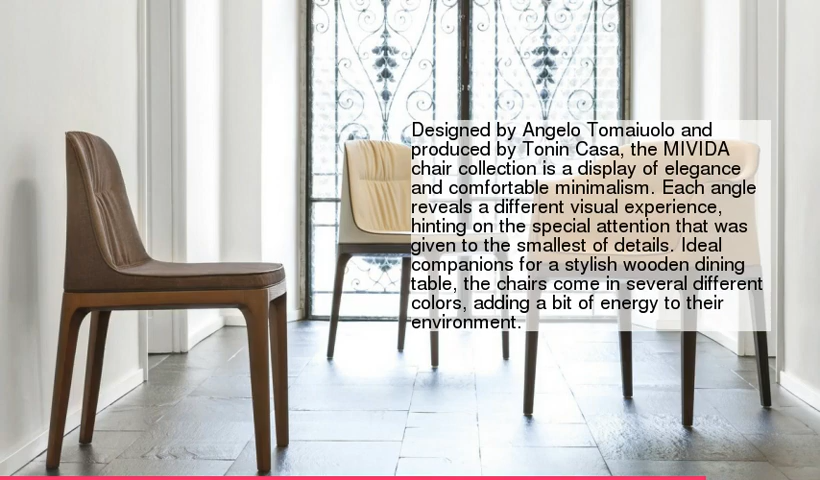 Designed by Angelo Tomaiuolo and
produced by Tonin Casa, the MIVIDA
chair collection is a display of elegance
and comfortable minimalism. Each angle
reveals a different visual experience,
hinting on the special attention that was
given to the smallest of details. Ideal
companions for a stylish wooden dining
table, the chairs come in several different
colors, adding a bit of energy to their
environment.